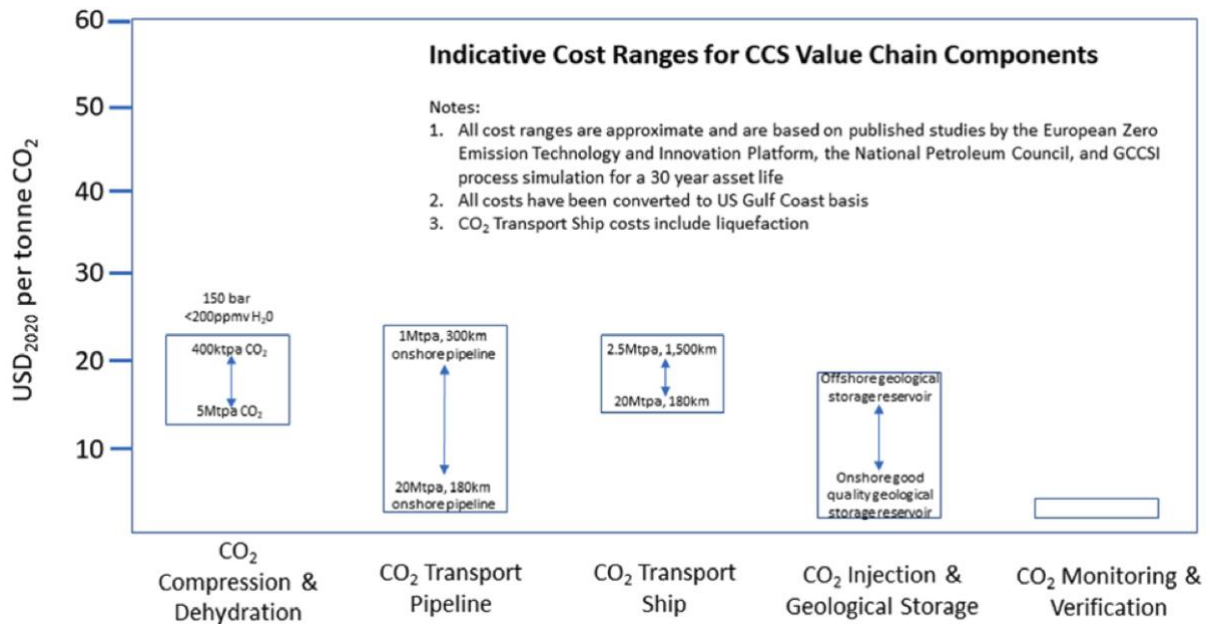 Indicative Cost Ranges for CCS Value Chain Components
Notes:
1. All cost ranges are approximate and are based on published studies by the European Zero
Emission Technology and Innovation Platform, the National Petroleum Council, and GCCSI
process simulation for a 30 year asset life
2. All costs have been converted to US Gulf Coast basis
3. CO₂ Transport Ship costs include liquefaction
USD₂₀₂₀ per tonne CO₂
60
50
40
30
20
10
150 bar
<200ppmv H₂0
400ktpa CO₂
5Mtpa CO₂
1Mtpa, 300km
onshore pipeline
20Mtpa, 180km
onshore pipeline
2.5Mtpa, 1,500km
20Mtpa, 180km
Offshore geological
storage reservoir
Onshore good
quality geological
storage reservoir
CO₂
Compression &
Dehydration
CO₂ Transport
Pipeline
CO₂ Transport
Ship
CO₂ Injection &
Geological Storage
CO₂ Monitoring &
Verification